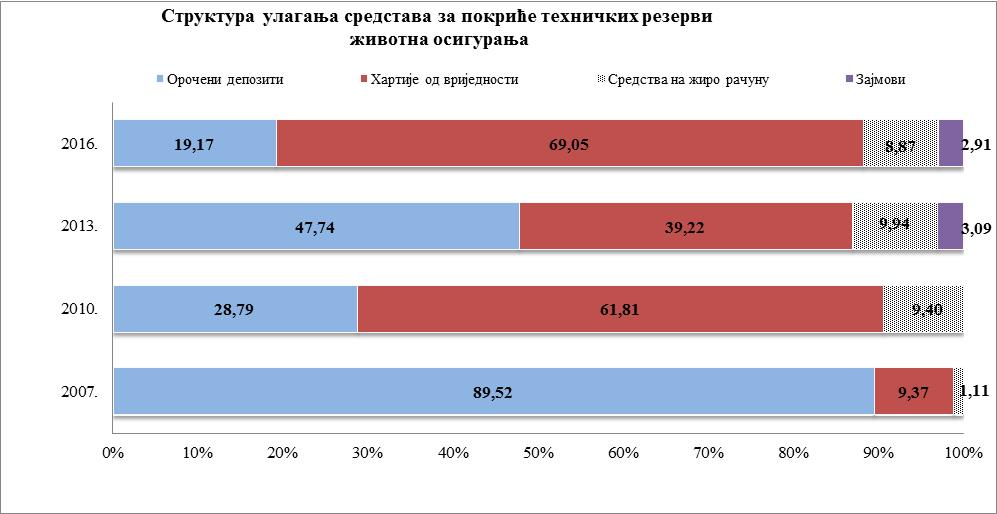 Структура улагања средстава за покриће техничких резерви
животна осигурања
Орочени депозити Хартије од вриједности Средства на жиро рачуну Зајмови
2016. 19,17 69,05 8,87 2,91
2013. 47,74 39,22 9,94 3,09
2010. 28,79 61,81 9,40
2007. 89,52 9,37 1,11
0% 10% 20% 30% 40% 50% 60% 70% 80% 90% 100%